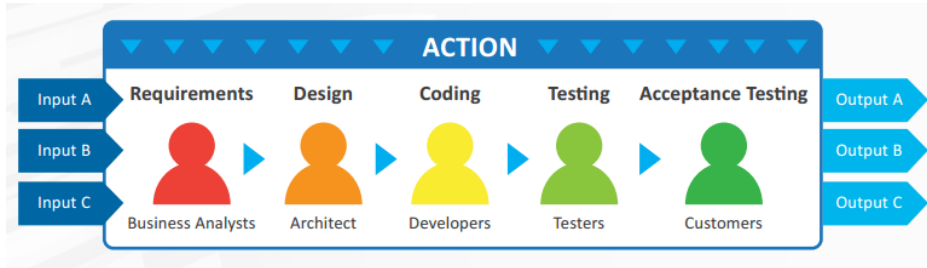 ACTION
Input A
Input B
Input C
Requirements
Design
Coding
Testing
Acceptance Testing
Business Analysts
Architect
Developers
Testers
Customers
Output A
Output B
Output C